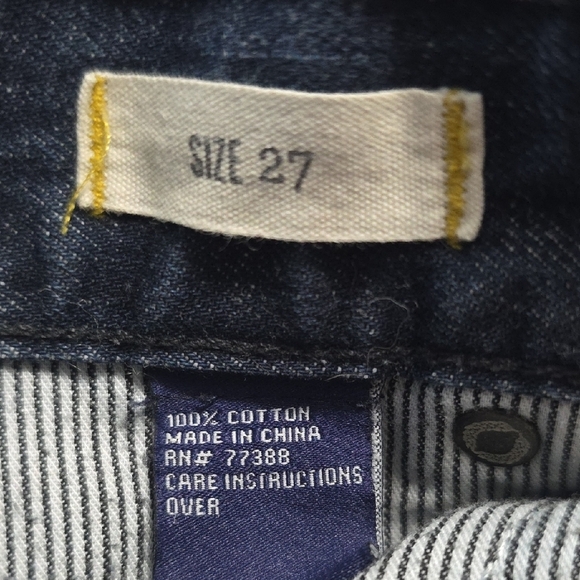 SIZE 27
100% COTTON
MADE IN CHINA
RN# 77388
CARE INSTRUCTIONS
OVER